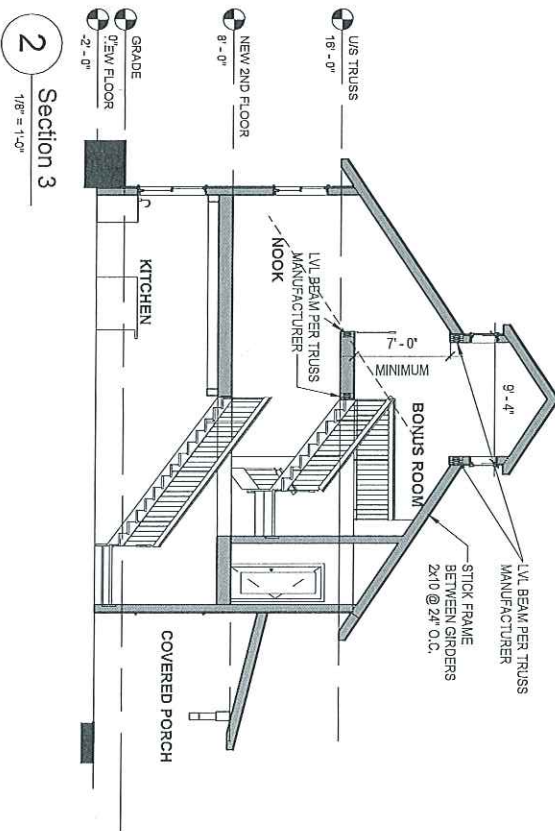 9' - 4"
LVL BEAM PER TRUSS
MANUFACTURER
STICK FRAME
BETWEEN GIRDERS
2x10 @ 24" O.C.
7' - 0"
MINIMUM
BONUS ROOM
U/S TRUSS
16' - 0"
LVL BEAM PER TRUSS
MANUFACTURER
NOOK
NEW 2ND FLOOR
8' - 0"
KITCHEN
COVERED PORCH
GRADE
0"
NEW FLOOR
-2' - 0"
2
Section 3
1/8" = 1'-0"